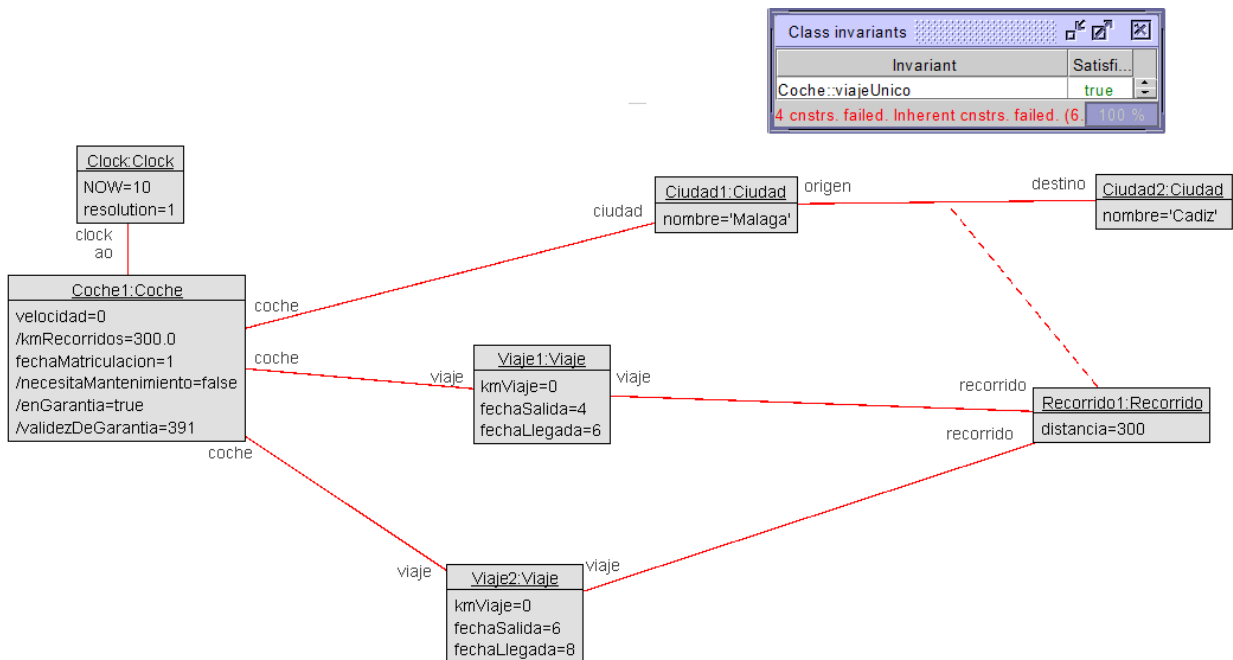 Class invariants
Invariant Satisfi...
Coche::viajeUnico true
4 cnstrs. failed. Inherent cnstrs. failed. (6. 100 %
Clock:Clock
NOW=10
resolution=1
clock
ao
Ciudad1:Ciudad
nombre='Malaga'
origen
destino
Ciudad2:Ciudad
nombre='Cadiz'
ciudad
Coche1:Coche
velocidad=0
/kmRecorridos=300.0
fechaMatriculacion=1
/necesitaMantenimiento=false
/enGarantia=true
/validezDeGarantia=391
coche
coche
coche
viaje
Viaje1:Viaje
kmViaje=0
fechaSalida=4
fechaLlegada=6
viaje
recorrido
Recorrido1:Recorrido
distancia=300
recorrido
viaje
Viaje2:Viaje
kmViaje=0
fechaSalida=6
fechaLlegada=8
viaje